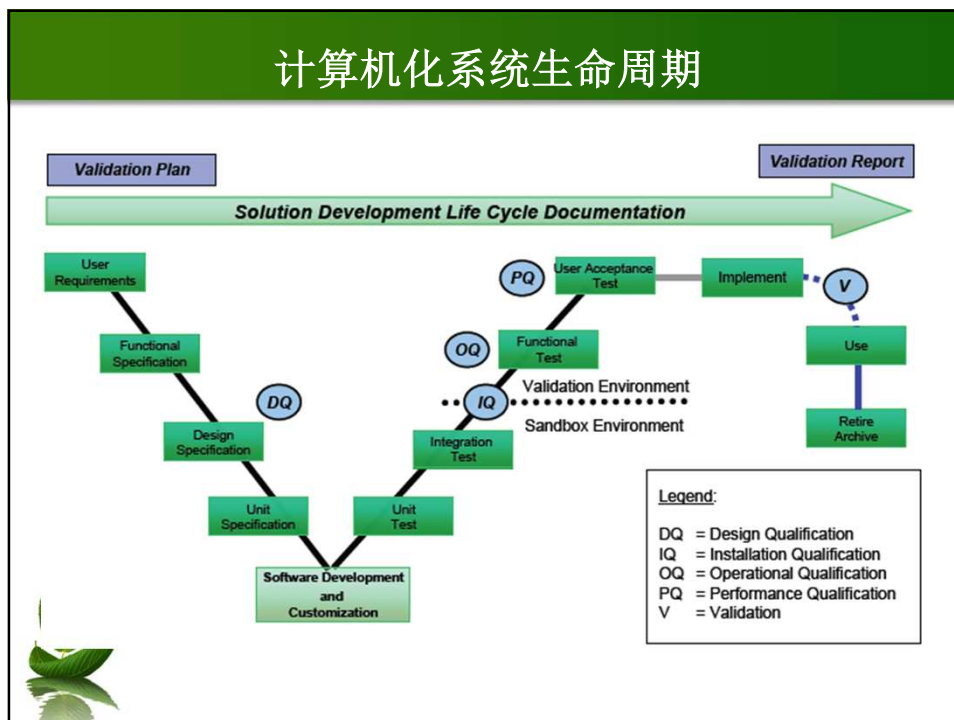 计算机化系统生命周期
Validation Plan
Validation Report
Solution Development Life Cycle Documentation
User
Requirements
Functional
Specification
DQ
Design
Specification
Unit
Specification
Software Development
and
Customization
Unit
Test
Integration
Test
IQ
Validation Environment
Sandbox Environment
OQ
Functional
Test
PQ
User Acceptance
Test
Implement
V
Use
Retire
Archive
Legend:
DQ = Design Qualification
IQ = Installation Qualification
OQ = Operational Qualification
PQ = Performance Qualification
V = Validation